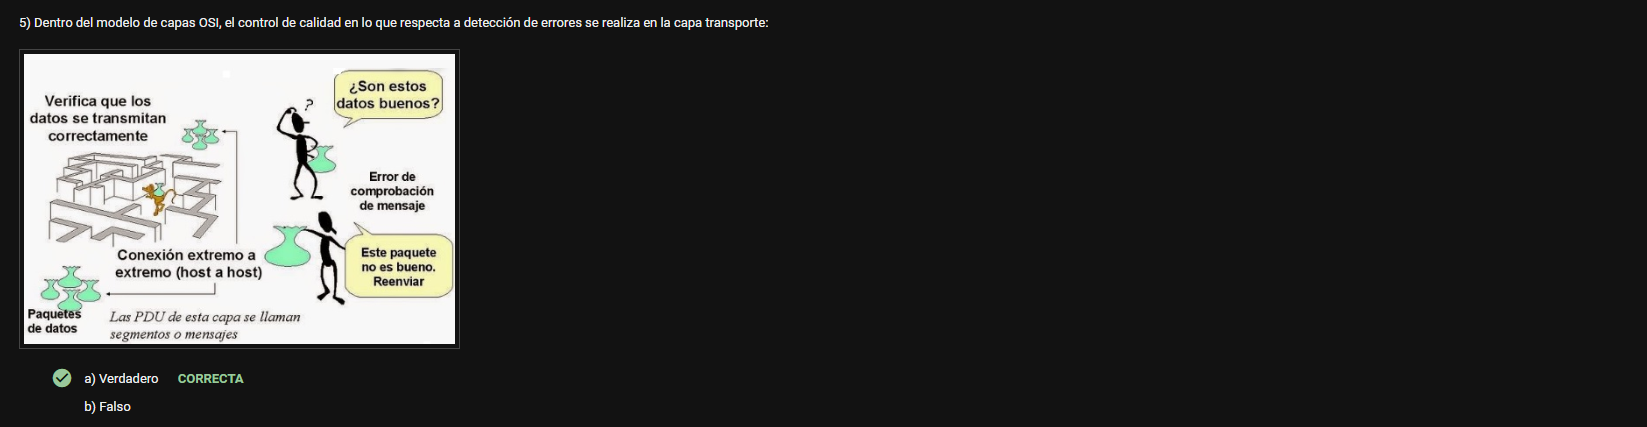 5) Dentro del modelo de capas OSI, el control de calidad en lo que respecta a detección de errores se realiza en la capa transporte:
¿Son estos
datos buenos?
?
Verifica que los
datos se transmitan
correctamente
Error de
comprobación
de mensaje
Conexión extremo a
extremo (host a host)
Este paquete
no es bueno.
Reenviar
Paquetes
de datos
Las PDU de esta capa se llaman
segmentos o mensajes
a) Verdadero CORRECTA
b) Falso